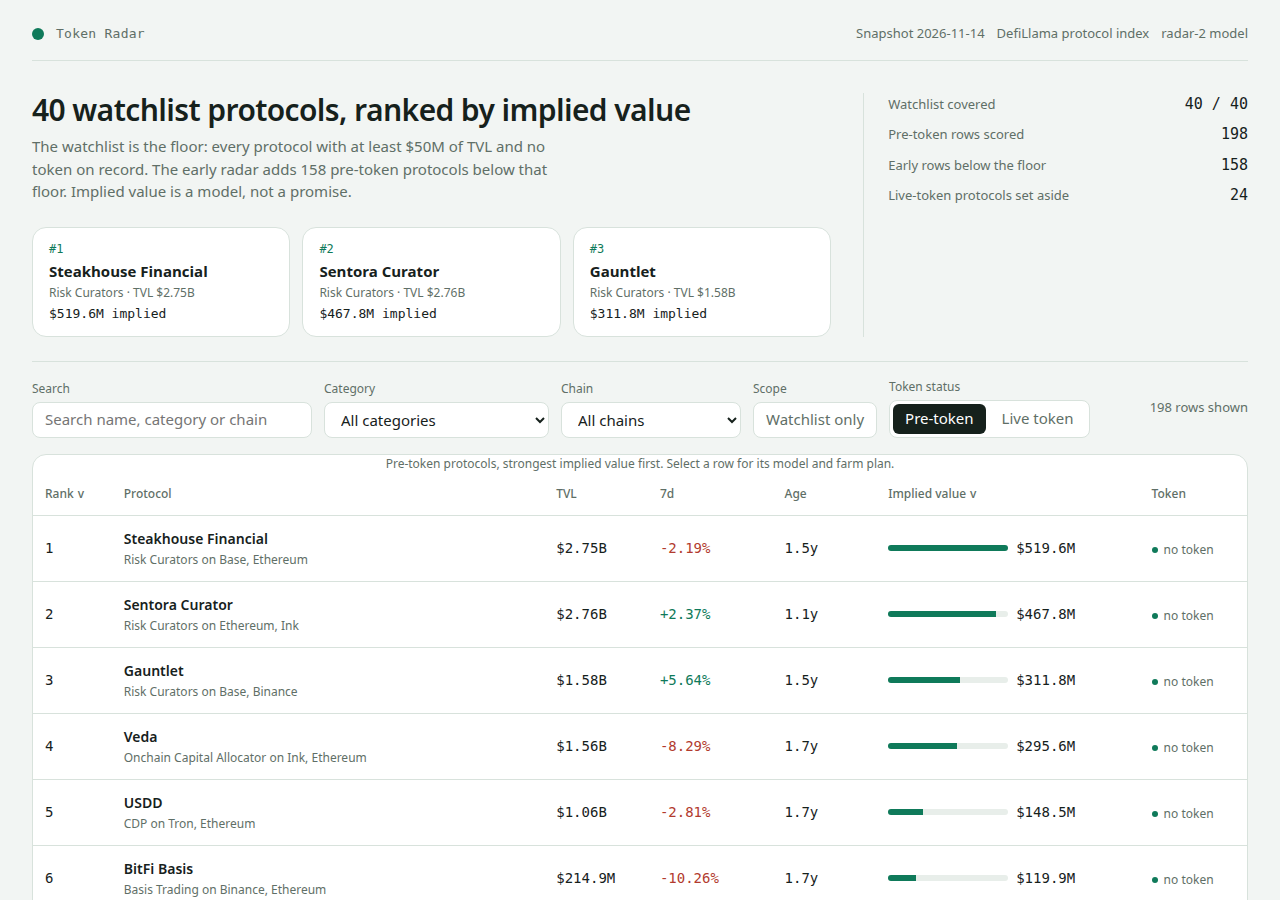 Token Radar
Snapshot 2026-11-14 DefiLlama protocol index radar-2 model
40 watchlist protocols, ranked by implied value
The watchlist is the floor: every protocol with at least $50M of TVL and no
token on record. The early radar adds 158 pre-token protocols below that
floor. Implied value is a model, not a promise.
Watchlist covered 40 / 40
Pre-token rows scored 198
Early rows below the floor 158
Live-token protocols set aside 24
#1
Steakhouse Financial
Risk Curators · TVL $2.75B
$519.6M implied
#2
Sentora Curator
Risk Curators · TVL $2.76B
$467.8M implied
#3
Gauntlet
Risk Curators · TVL $1.58B
$311.8M implied
Search
Search name, category or chain
Category
All categories
Chain
All chains
Scope
Watchlist only
Token status
Pre-token Live token
198 rows shown
Pre-token protocols, strongest implied value first. Select a row for its model and farm plan.
Rank v Protocol TVL 7d Age Implied value v Token
1 Steakhouse Financial $2.75B -2.19% 1.5y $519.6M no token
Risk Curators on Base, Ethereum
2 Sentora Curator $2.76B +2.37% 1.1y $467.8M no token
Risk Curators on Ethereum, Ink
3 Gauntlet $1.58B +5.64% 1.5y $311.8M no token
Risk Curators on Base, Binance
4 Veda $1.56B -8.29% 1.7y $295.6M no token
Onchain Capital Allocator on Ink, Ethereum
5 USDD $1.06B -2.81% 1.7y $148.5M no token
CDP on Tron, Ethereum
6 BitFi Basis $214.9M -10.26% 1.7y $119.9M no token
Basis Trading on Binance, Ethereum